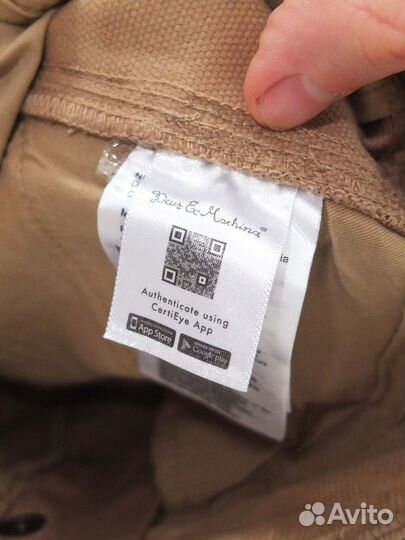 Deus Ex Machina®
Authenticate using
CertiEye App
App Store
Google play
Avito